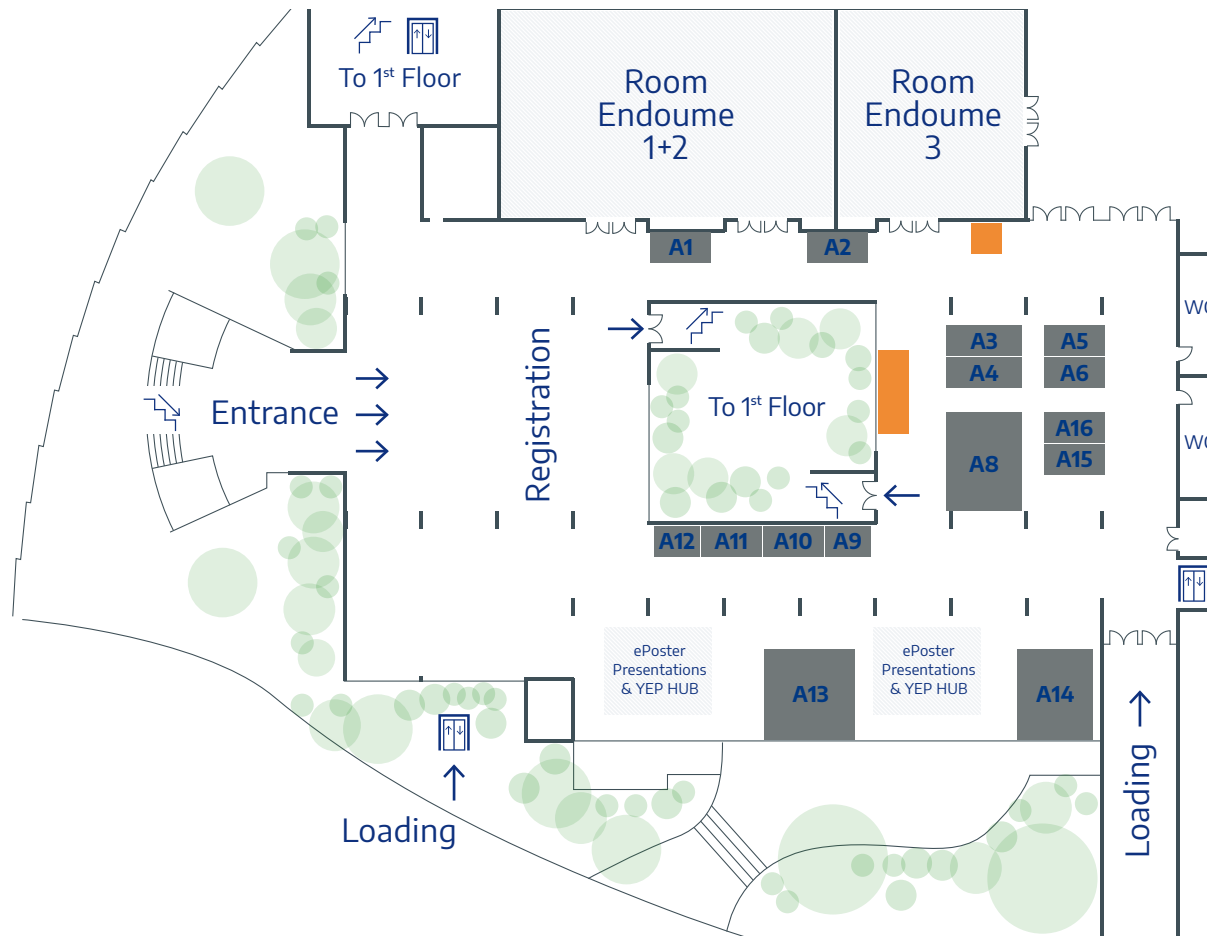 To 1st Floor
Room
Endoume
1+2
Room
Endoume
3
A1
A2
A3
A4
A5
A6
Registration
Entrance
To 1st Floor
A8
A16
A15
A12
A11
A10
A9
ePoster
Presentations
& YEP HUB
A13
ePoster
Presentations
& YEP HUB
A14
Loading
Loading